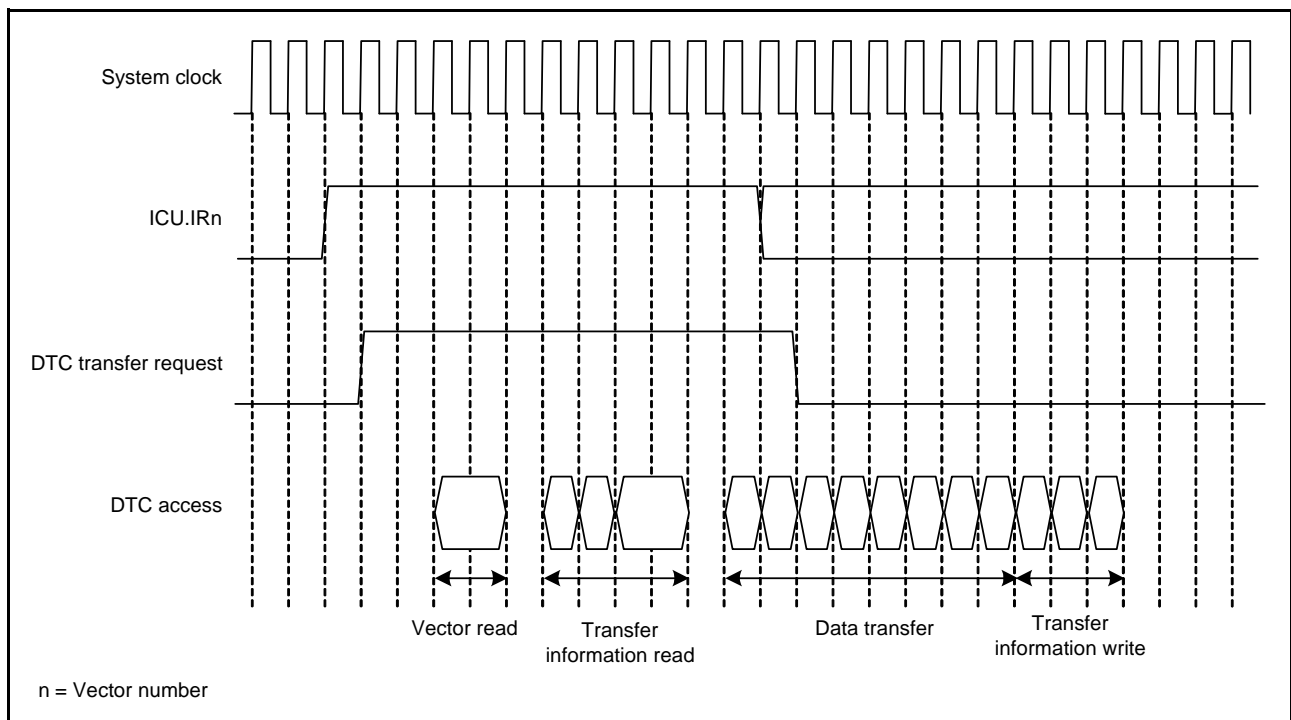 System clock
ICU.IRn
DTC transfer request
DTC access
Vector read
Transfer
information read
Data transfer
Transfer
information write
n = Vector number